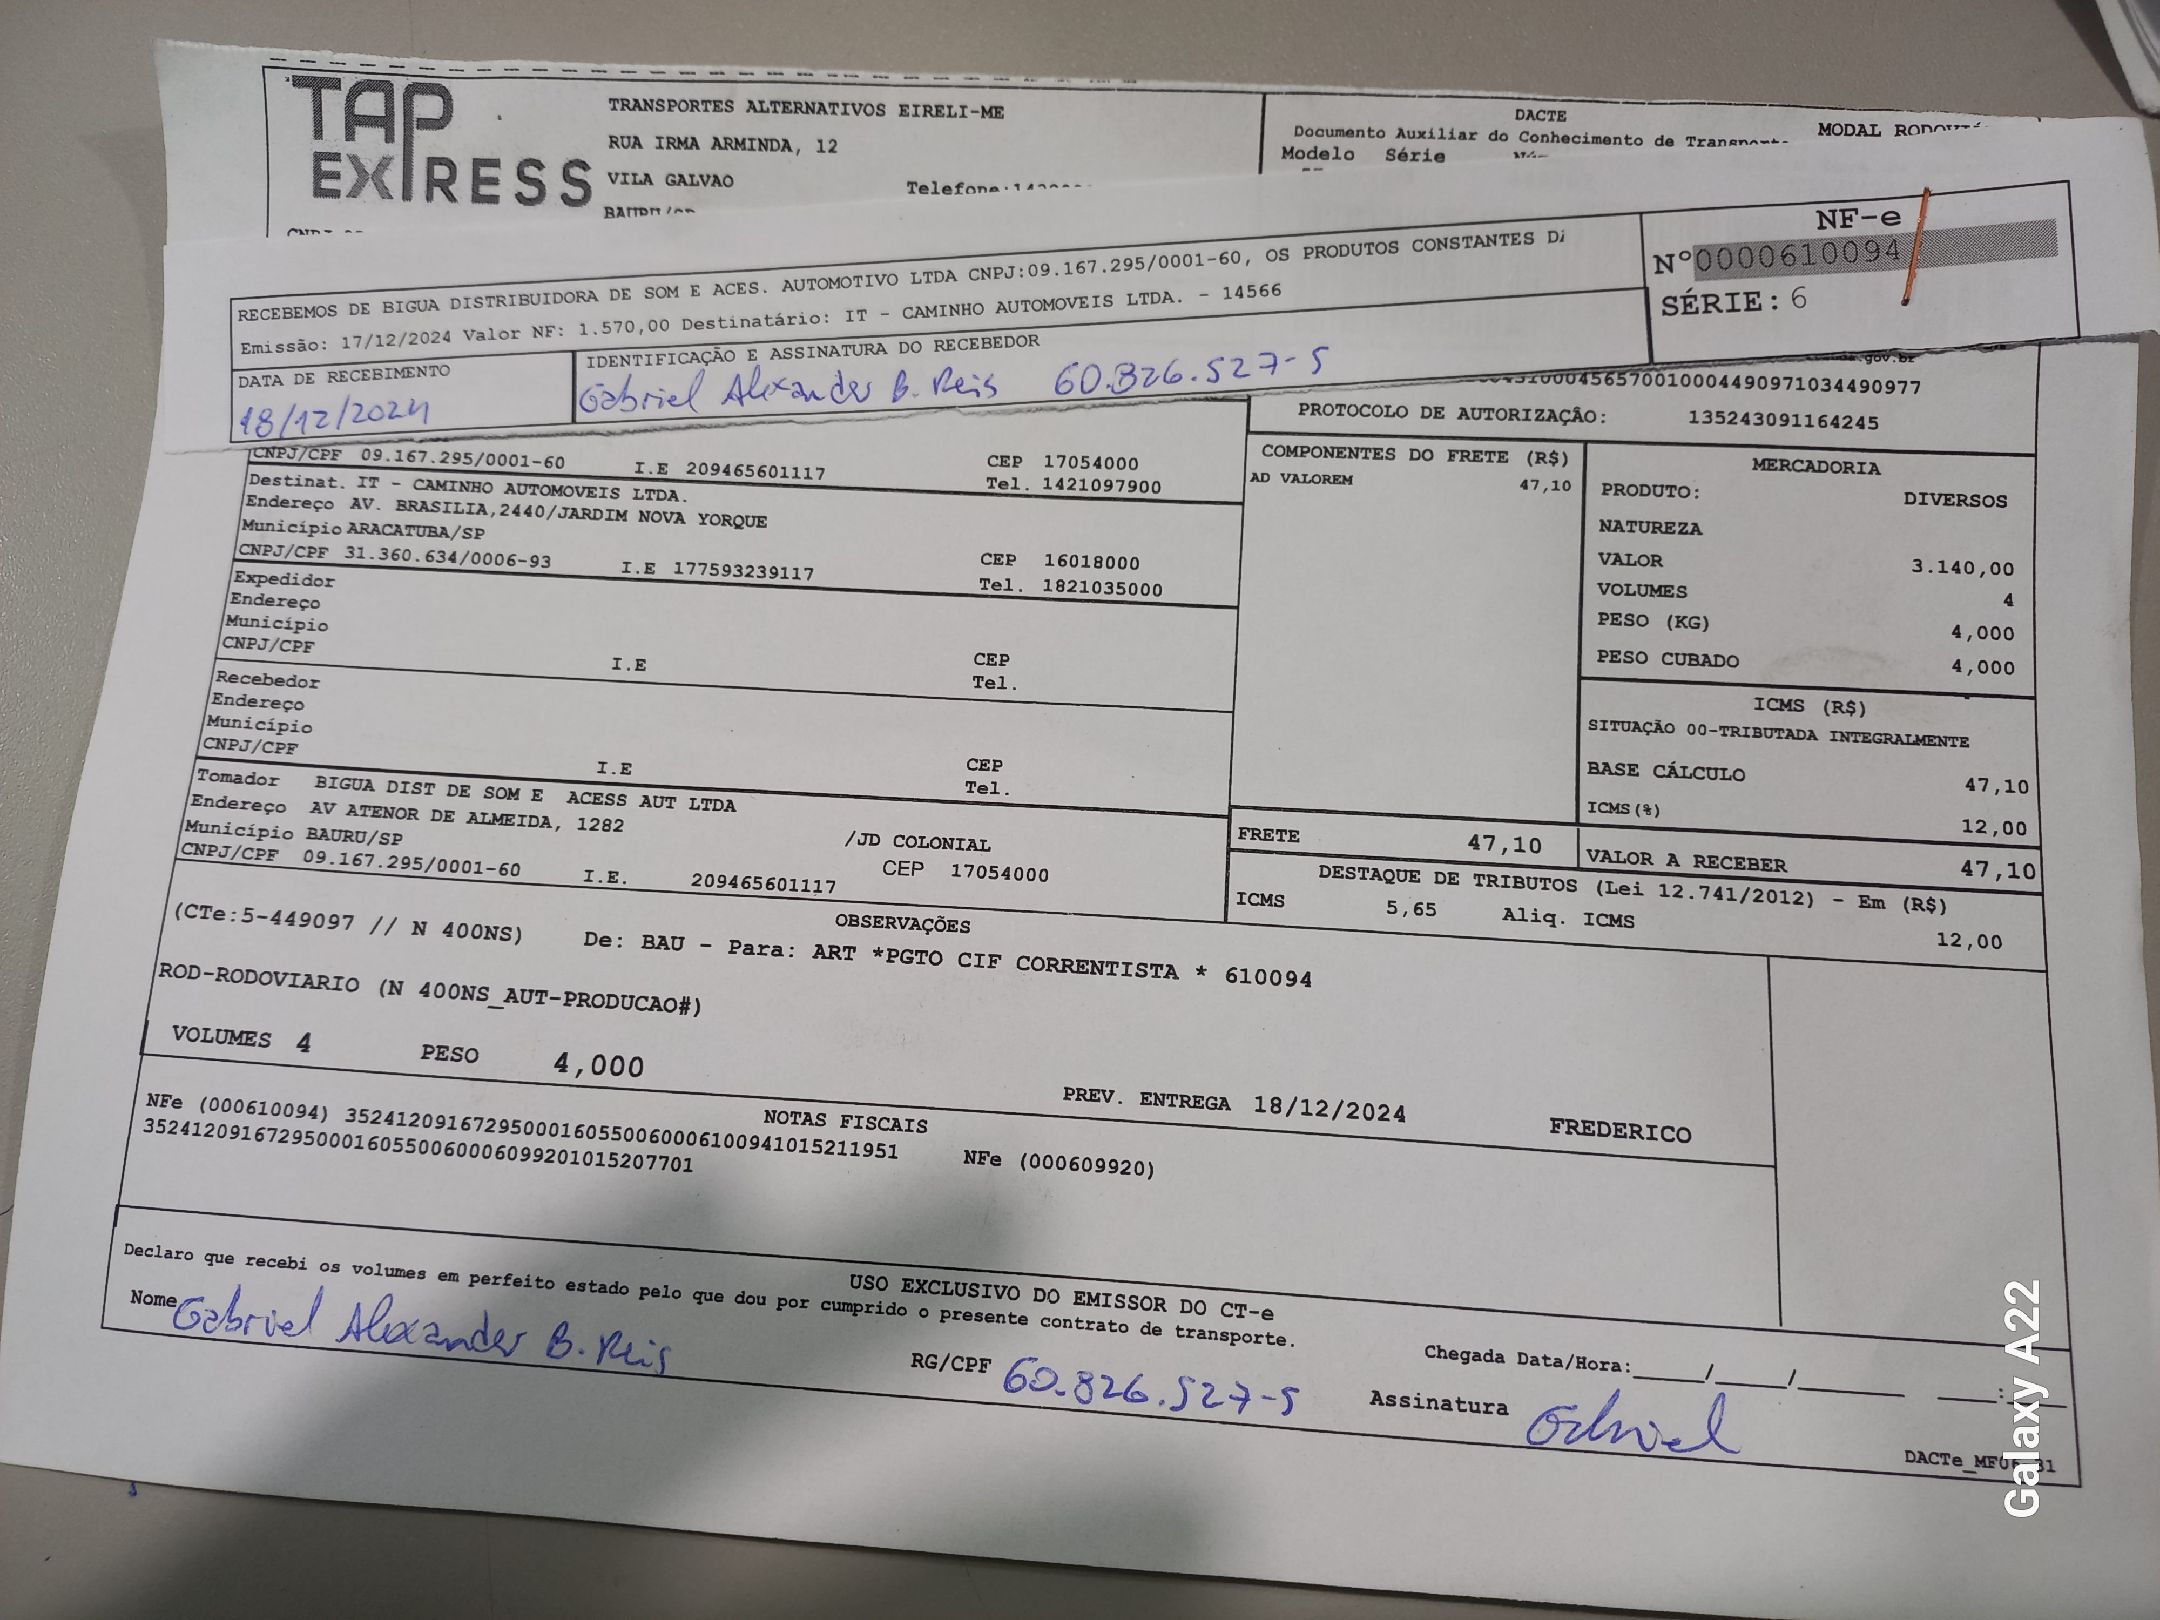 TAP EXPRESS
TRANSPORTES ALTERNATIVOS EIRELI-ME
RUA IRMA ARMINDA, 12
VILA GALVAO
DACTE
Documento Auxiliar do Conhecimento de Transporte
MODAL
Modelo Série
RECEBEMOS DE BIGUA DISTRIBUIDORA DE SOM E ACES. AUTOMOTIVO LTDA CNPJ:09.167.295/0001-60, OS PRODUTOS CONSTANTES
Emissão: 17/12/2024 Valor NF: 1.570,00 Destinatário: IT - CAMINHO AUTOMOVEIS LTDA. - 14566
NF-e
Nº0000610094
SÉRIE: 6
DATA DE RECEBIMENTO
18/12/2024
IDENTIFICAÇÃO E ASSINATURA DO RECEBEDOR
Gabriel Alexander B. Reis 60.826.527-5
PROTOCOLO DE AUTORIZAÇÃO: 135243091164245
CNPJ/CPF 09.167.295/0001-60 I.E 209465601117 CEP 17054000
Tel. 1421097900
Destinat. IT - CAMINHO AUTOMOVEIS LTDA.
Endereço AV. BRASILIA,2440/JARDIM NOVA YORQUE
Município ARACATUBA/SP CEP 16018000
CNPJ/CPF 31.360.634/0006-93 I.E 177593239117 Tel. 1821035000
Expedidor
Endereço
Município CEP
CNPJ/CPF I.E Tel.
Recebedor
Endereço
Município CEP
CNPJ/CPF I.E Tel.
Tomador BIGUA DIST DE SOM E ACESS AUT LTDA
Endereço AV ATENOR DE ALMEIDA, 1282 /JD COLONIAL
Município BAURU/SP CEP 17054000
CNPJ/CPF 09.167.295/0001-60 I.E. 209465601117
COMPONENTES DO FRETE (R$)
AD VALOREM 47,10
MERCADORIA
PRODUTO: DIVERSOS
NATUREZA
VALOR 3.140,00
VOLUMES 4
PESO (KG) 4,000
PESO CUBADO 4,000
ICMS (R$)
SITUAÇÃO 00-TRIBUTADA INTEGRALMENTE
BASE CÁLCULO 47,10
ICMS(%) 12,00
FRETE 47,10
VALOR A RECEBER 47,10
DESTAQUE DE TRIBUTOS (Lei 12.741/2012) - Em (R$)
ICMS 5,65 Aliq. ICMS 12,00
OBSERVAÇÕES
(CTe:5-449097 // N 400NS) De: BAU - Para: ART *PGTO CIF CORRENTISTA * 610094
ROD-RODOVIARIO (N 400NS_AUT-PRODUCAO#)
VOLUMES 4 PESO 4,000
PREV. ENTREGA 18/12/2024 FREDERICO
NOTAS FISCAIS
NFe (000610094) 35241209167295000160550060006100941015211951 NFe (000609920)
35241209167295000160550060006099201015207701
USO EXCLUSIVO DO EMISSOR DO CT-e
Declaro que recebi os volumes em perfeito estado pelo que dou por cumprido o presente contrato de transporte.
Nome Gabriel Alexander B. Reis
RG/CPF 60.826.527-5
Chegada Data/Hora:____/____/______ ____:____
Assinatura Gabriel
Galaxy A22